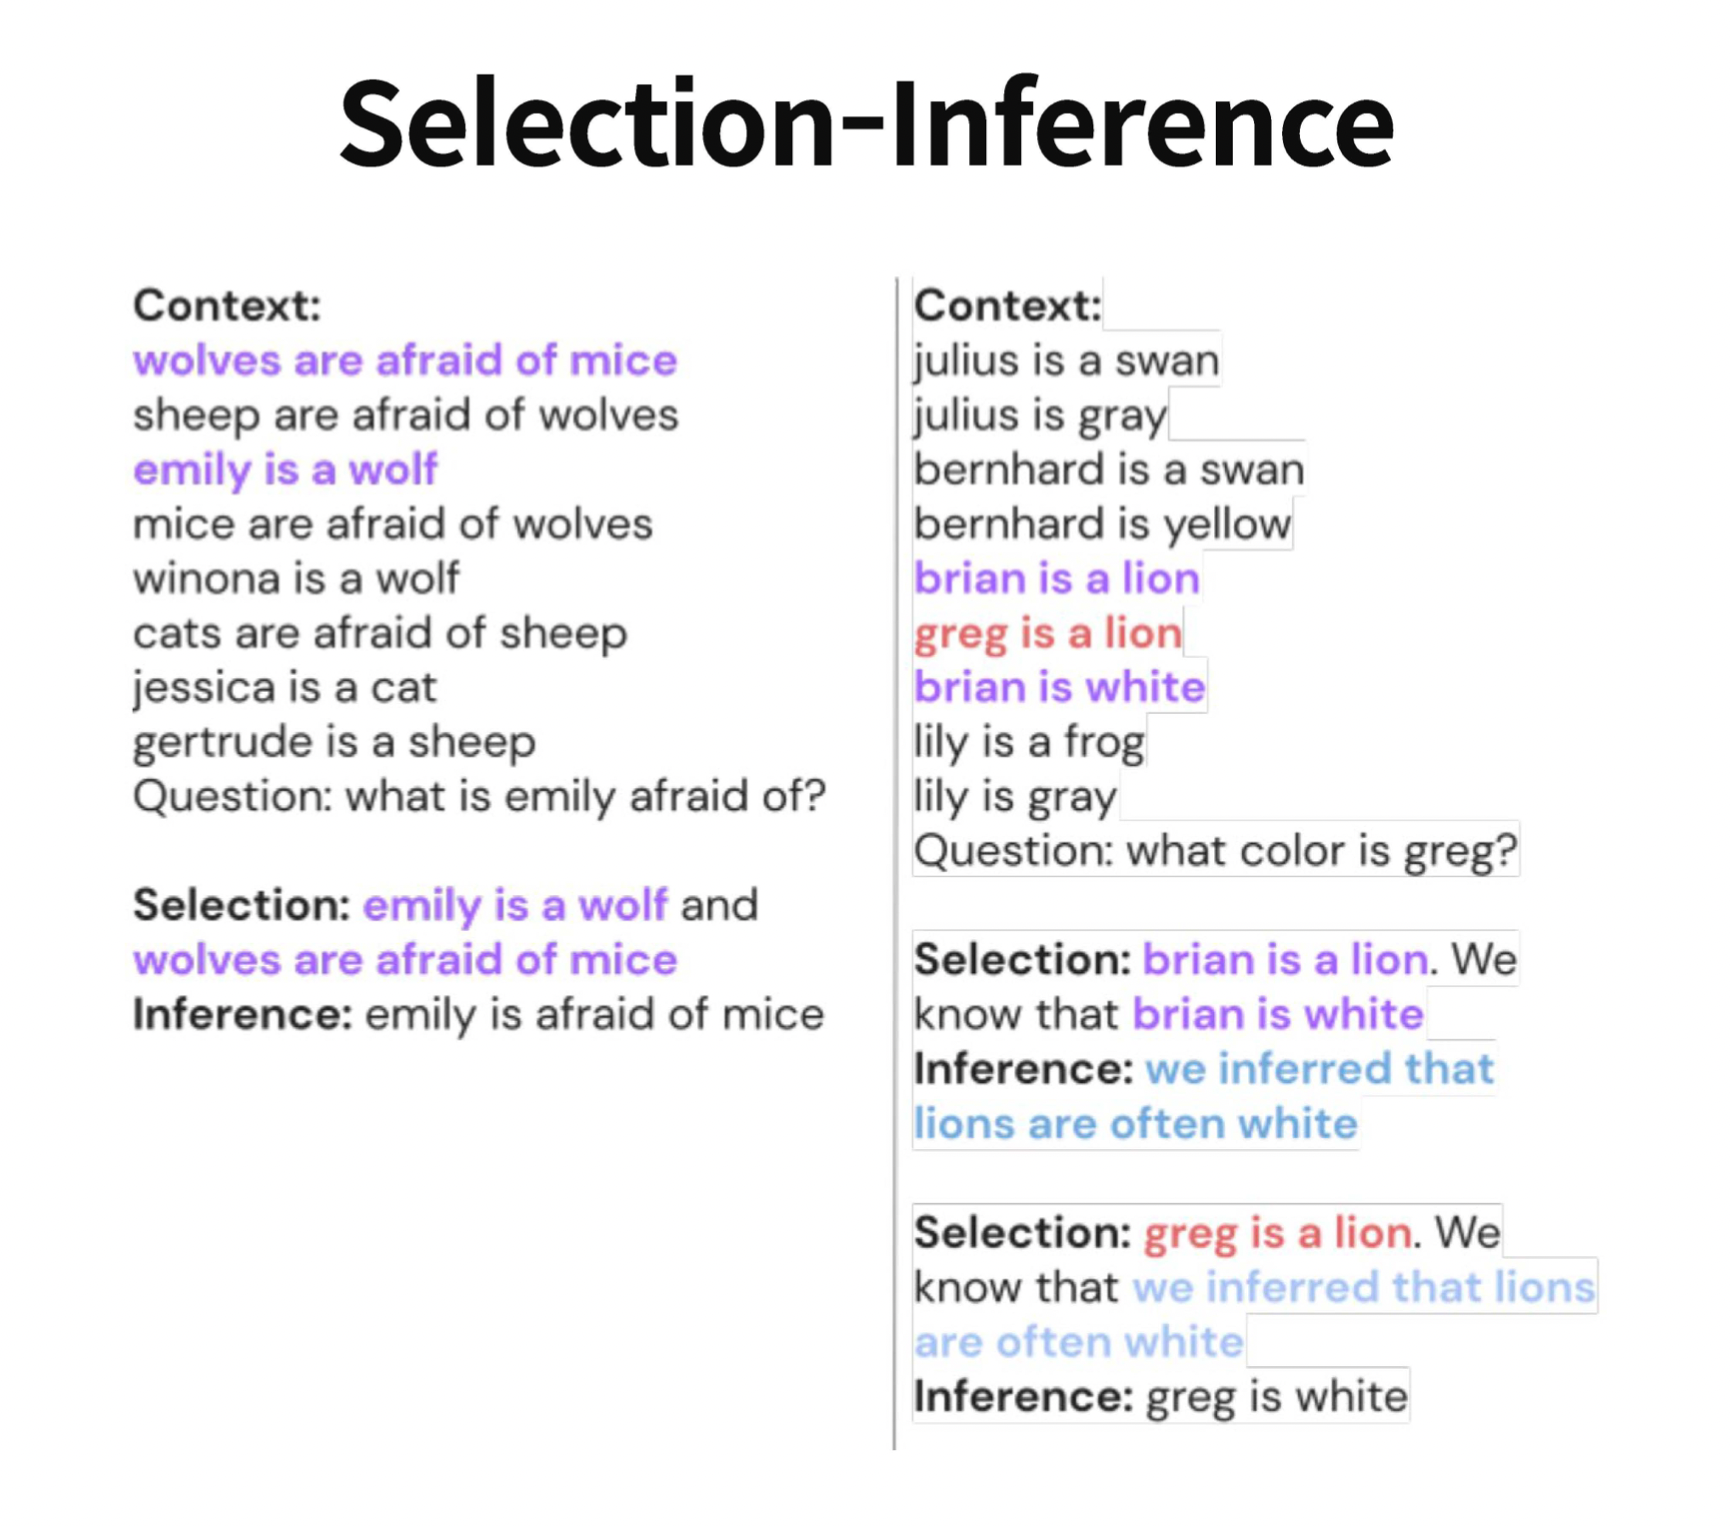 Selection-Inference
Context:
wolves are afraid of mice
sheep are afraid of wolves
emily is a wolf
mice are afraid of wolves
winona is a wolf
cats are afraid of sheep
jessica is a cat
gertrude is a sheep
Question: what is emily afraid of?
Selection: emily is a wolf and
wolves are afraid of mice
Inference: emily is afraid of mice
Context:
julius is a swan
julius is gray
bernhard is a swan
bernhard is yellow
brian is a lion
greg is a lion
brian is white
lily is a frog
lily is gray
Question: what color is greg?
Selection: brian is a lion. We
know that brian is white
Inference: we inferred that
lions are often white
Selection: greg is a lion. We
know that we inferred that lions
are often white
Inference: greg is white